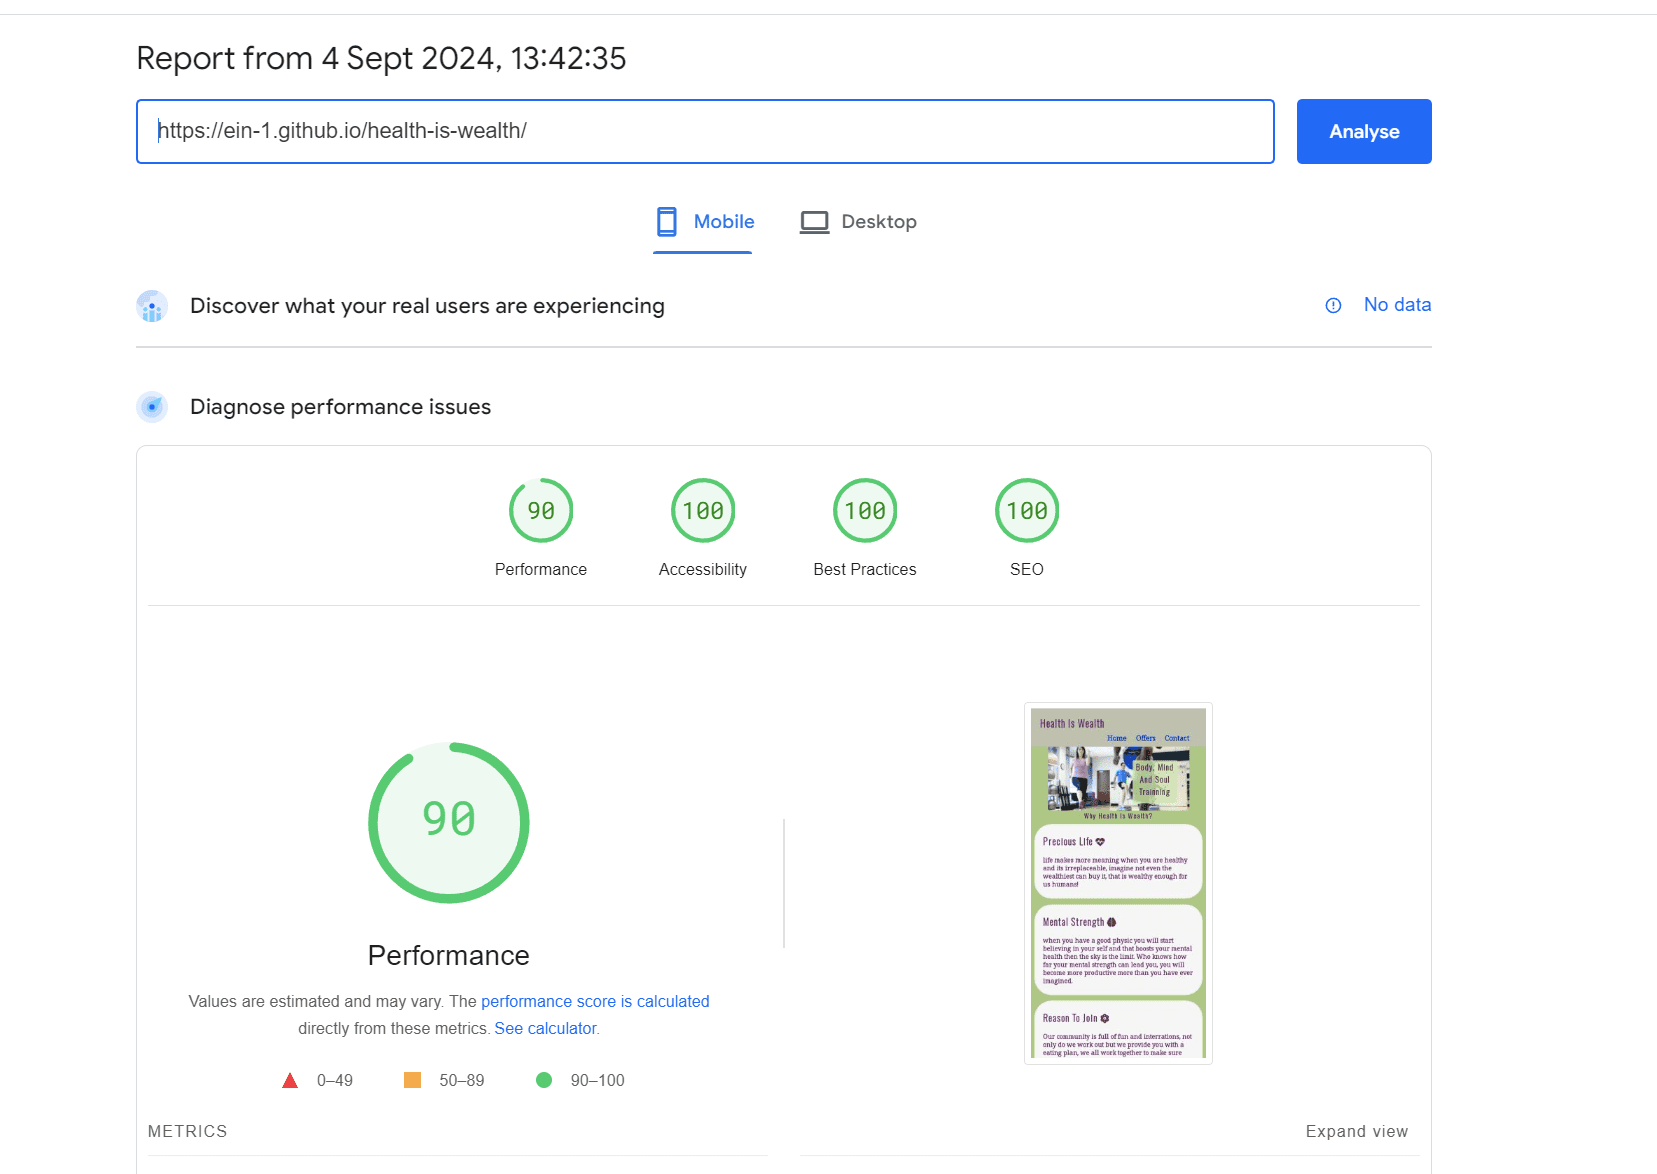 Report from 4 Sept 2024, 13:42:35
https://ein-1.github.io/health-is-wealth/
Analyse
Mobile
Desktop
Discover what your real users are experiencing
No data
Diagnose performance issues
90
100
100
100
Performance
Accessibility
Best Practices
SEO
90
Performance
Values are estimated and may vary. The performance score is calculated
directly from these metrics. See calculator.
0–49
50–89
90–100
Health Is Wealth
Home Offers Contact
Body, Mind
And Soul
Trainning
Why Health Is Wealth?
Precious Life
life makes more meaning when you are healthy
and its irreplaceable, imagine not even the
wealthiest can buy it, that is wealthy enough for
us humans!
Mental Strength
when you have a good physic you will start
believing in your self and that boosts your mental
health then the sky is the limit. Who knows how
far your mental strength can lead you, you will
become more productive more than you have ever
imagined.
Reason To Join
Our community is full of fun and interrations, not
only do we work out but we provide you with a
eating plan, we all work together to make sure
METRICS
Expand view